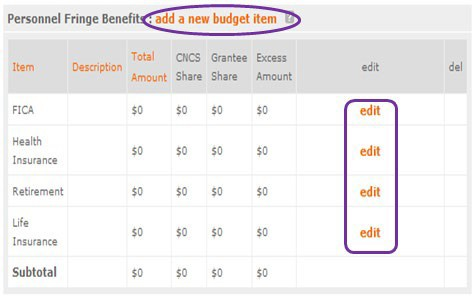 Personnel Fringe Benefits : add a new budget item ?
Item Description Total Amount CNCS Share Grantee Share Excess Amount edit del
FICA $0 $0 $0 $0 edit
Health Insurance $0 $0 $0 $0 edit
Retirement $0 $0 $0 $0 edit
Life Insurance $0 $0 $0 $0 edit
Subtotal $0 $0 $0 $0